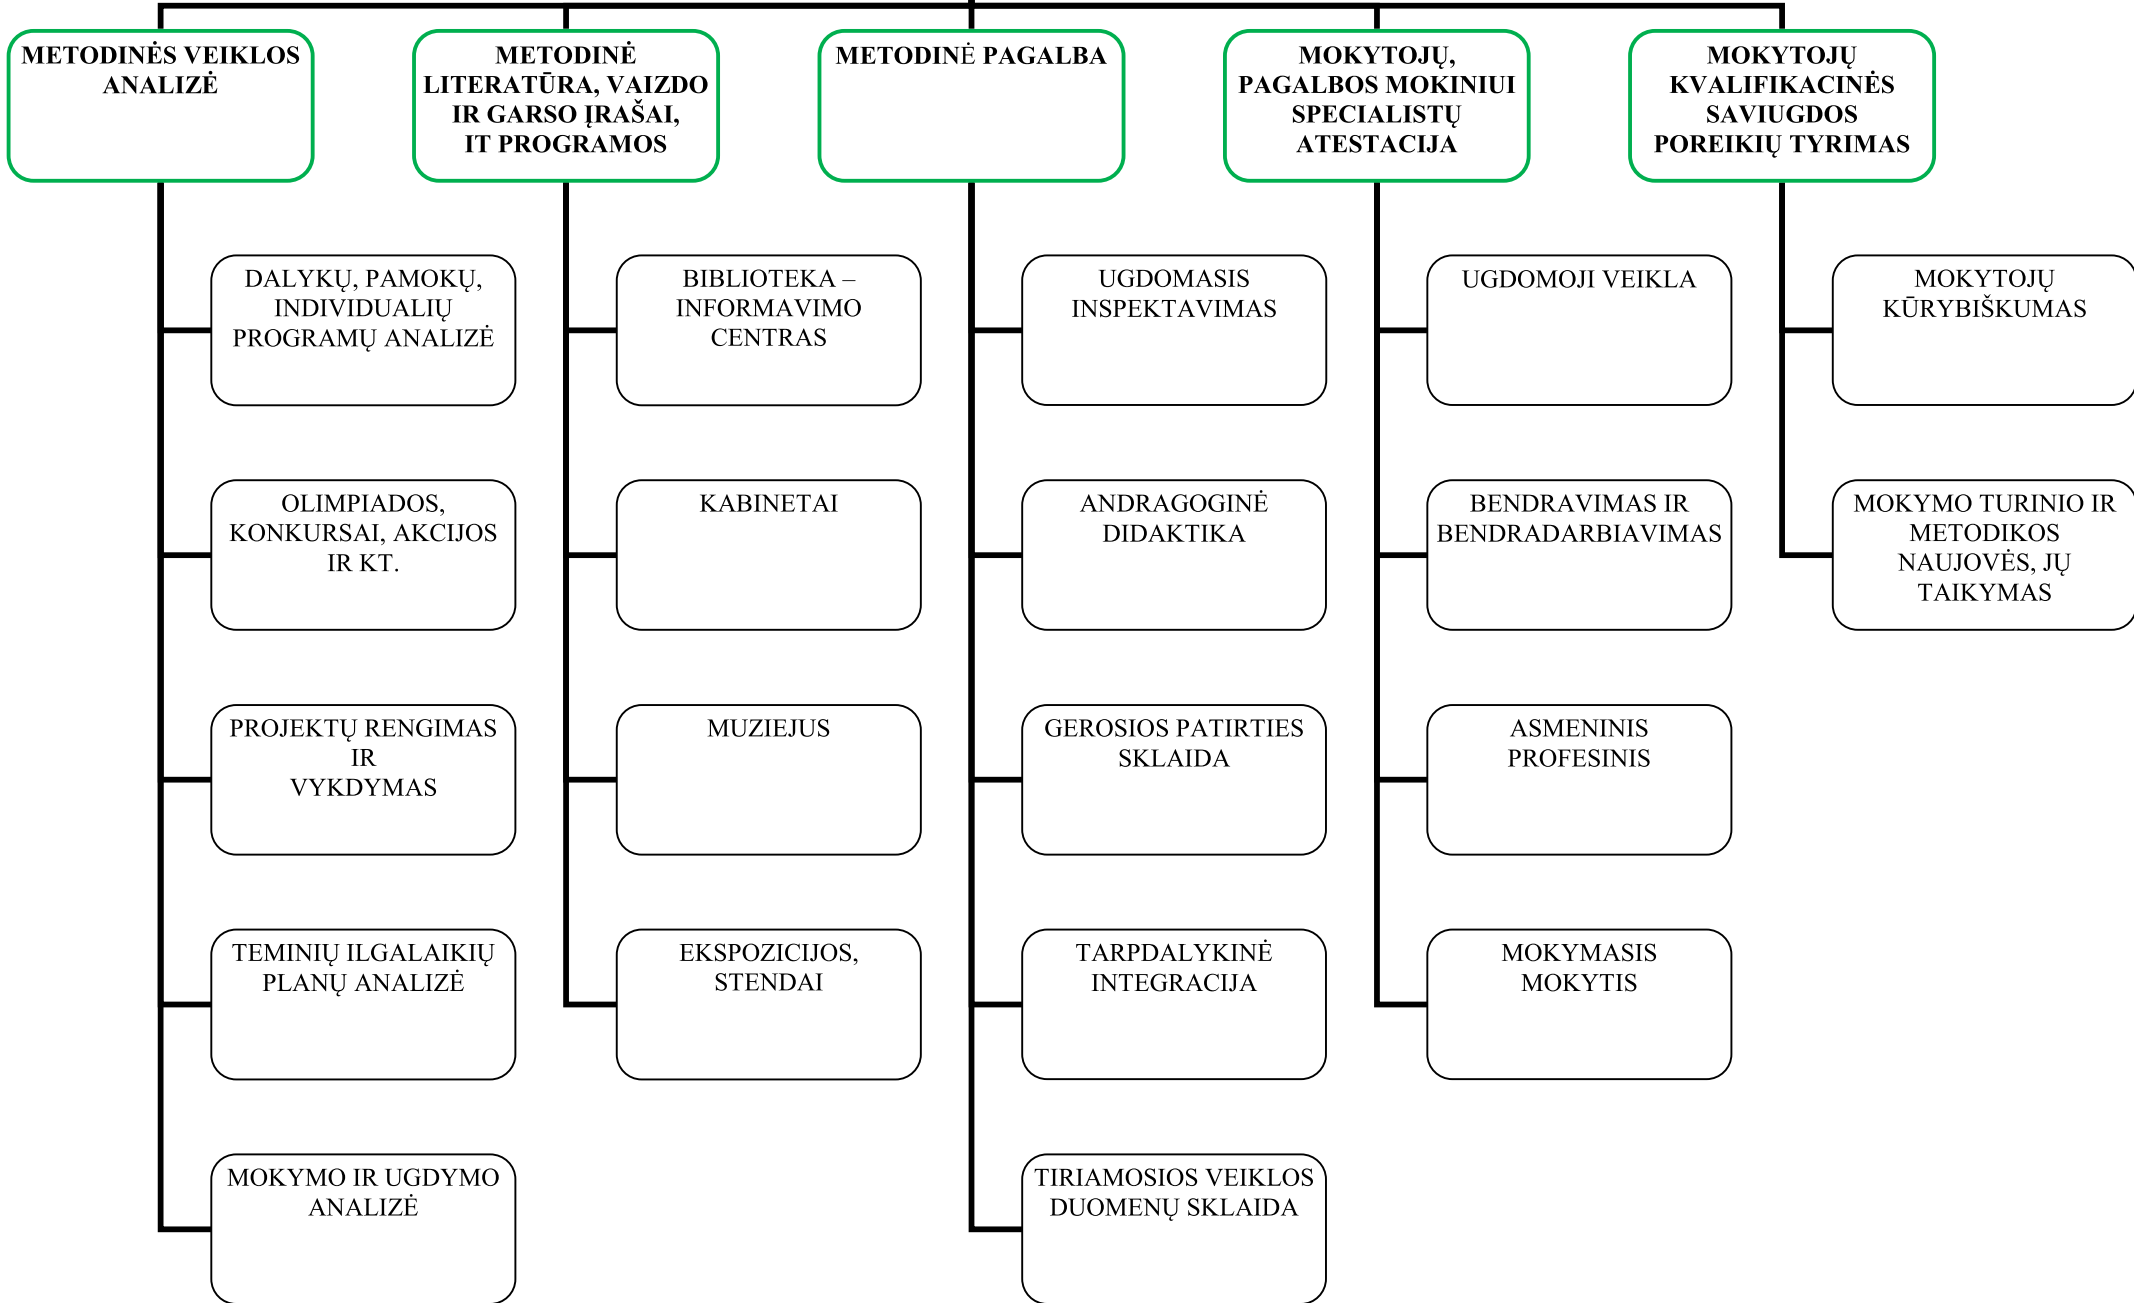 METODINĖS VEIKLOS
ANALIZĖ
METODINĖ
LITERATŪRA, VAIZDO
IR GARSO ĮRAŠAI,
IT PROGRAMOS
METODINĖ PAGALBA
MOKYTOJŲ,
PAGALBOS MOKINIUI
SPECIALISTŲ
ATESTACIJA
MOKYTOJŲ
KVALIFIKACINĖS
SAVIUGDOS
POREIKIŲ TYRIMAS
DALYKŲ, PAMOKŲ,
INDIVIDUALIŲ
PROGRAMŲ ANALIZĖ
OLIMPIADOS,
KONKURSAI, AKCIJOS
IR KT.
PROJEKTŲ RENGIMAS
IR
VYKDYMAS
TEMINIŲ ILGALAIKIŲ
PLANŲ ANALIZĖ
MOKYMO IR UGDYMO
ANALIZĖ
BIBLIOTEKA –
INFORMAVIMO
CENTRAS
KABINETAI
MUZIEJUS
EKSPOZICIJOS,
STENDAI
UGDOMASIS
INSPEKTAVIMAS
ANDRAGOGINĖ
DIDAKTIKA
GEROSIOS PATIRTIES
SKLAIDA
TARPDALYKINĖ
INTEGRACIJA
TIRIAMOSIOS VEIKLOS
DUOMENŲ SKLAIDA
UGDOMOJI VEIKLA
BENDRAVIMAS IR
BENDRADARBIAVIMAS
ASMENINIS
PROFESINIS
MOKYMASIS
MOKYTIS
MOKYTOJŲ
KŪRYBIŠKUMAS
MOKYMO TURINIO IR
METODIKOS
NAUJOVĖS, JŲ
TAIKYMAS